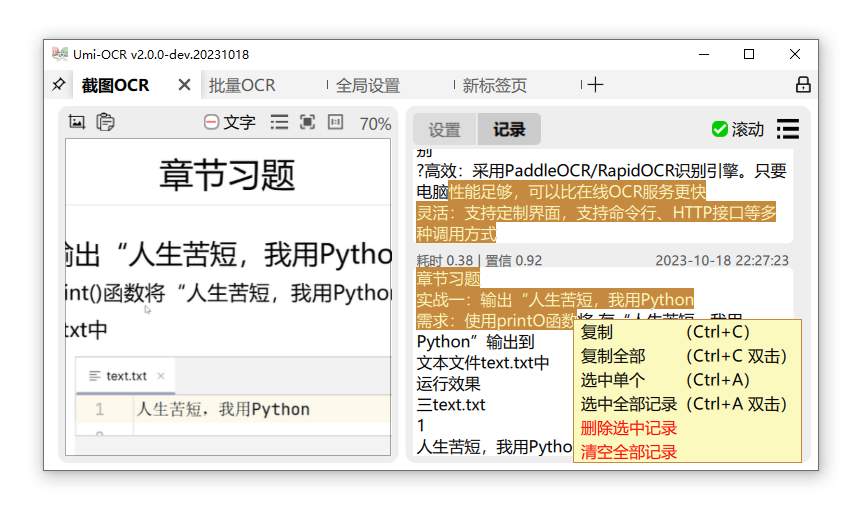 Umi-OCR v2.0.0-dev.20231018
截图OCR
批量OCR
全局设置
新标签页
文字
70%
章节习题
输出“人生苦短，我用Pytho
int()函数将“人生苦短，我用Python
txt中
text.txt
1 人生苦短，我用Python
设置
记录
滚动
别
?高效：采用PaddleOCR/RapidOCR识别引擎。只要
电脑性能足够，可以比在线OCR服务更快
灵活：支持定制界面，支持命令行、HTTP接口等多
种调用方式
耗时 0.38 | 置信 0.92
2023-10-18 22:27:23
章节习题
实战一：输出“人生苦短，我用Python
需求：使用printO函数将
Python”输出到
文本文件text.txt中
运行效果
三text.txt
1
人生苦短，我用Pytho
复制 （Ctrl+C）
复制全部 （Ctrl+C 双击）
选中单个 （Ctrl+A）
选中全部记录（Ctrl+A 双击）
删除选中记录
清空全部记录